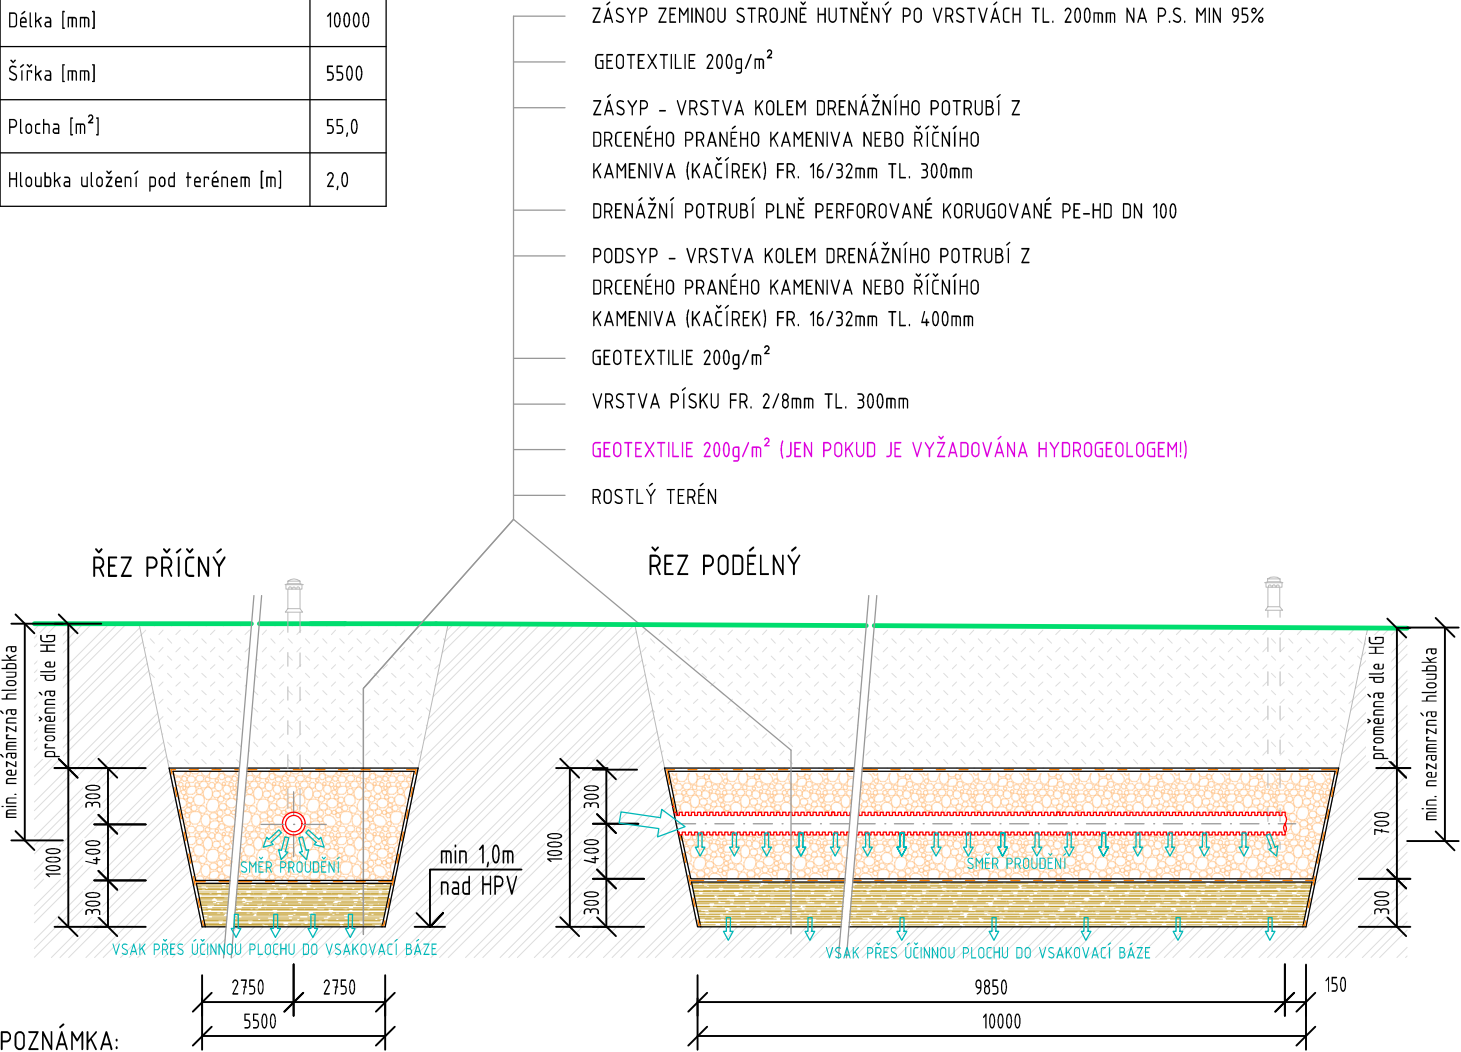 Délka [mm] 10000
Šířka [mm] 5500
Plocha [m²] 55,0
Hloubka uložení pod terénem [m] 2,0
ZÁSYP ZEMINOU STROJNĚ HUTNĚNÝ PO VRSTVÁCH TL. 200mm NA P.S. MIN 95%
GEOTEXTILIE 200g/m²
ZÁSYP - VRSTVA KOLEM DRENÁŽNÍHO POTRUBÍ Z
DRCENÉHO PRANÉHO KAMENIVA NEBO ŘÍČNÍHO
KAMENIVA (KAČÍREK) FR. 16/32mm TL. 300mm
DRENÁŽNÍ POTRUBÍ PLNĚ PERFOROVANÉ KORUGOVANÉ PE-HD DN 100
PODSYP - VRSTVA KOLEM DRENÁŽNÍHO POTRUBÍ Z
DRCENÉHO PRANÉHO KAMENIVA NEBO ŘÍČNÍHO
KAMENIVA (KAČÍREK) FR. 16/32mm TL. 400mm
GEOTEXTILIE 200g/m²
VRSTVA PÍSKU FR. 2/8mm TL. 300mm
GEOTEXTILIE 200g/m² (JEN POKUD JE VYŽADOVÁNA HYDROGEOLOGEM!)
ROSTLÝ TERÉN
ŘEZ PŘÍČNÝ
min. nezámrzná hloubka
proměnná dle HG
1000
300
400
300
SMĚR PROUDĚNÍ
min 1,0m
nad HPV
VSAK PŘES ÚČINNOU PLOCHU DO VSAKOVACÍ BÁZE
2750
2750
5500
ŘEZ PODÉLNÝ
1000
300
400
300
SMĚR PROUDĚNÍ
proměnná dle HG
min. nezamrzná hloubka
700
300
VSAK PŘES ÚČINNOU PLOCHU DO VSAKOVACÍ BÁZE
9850
150
10000
POZNÁMKA: